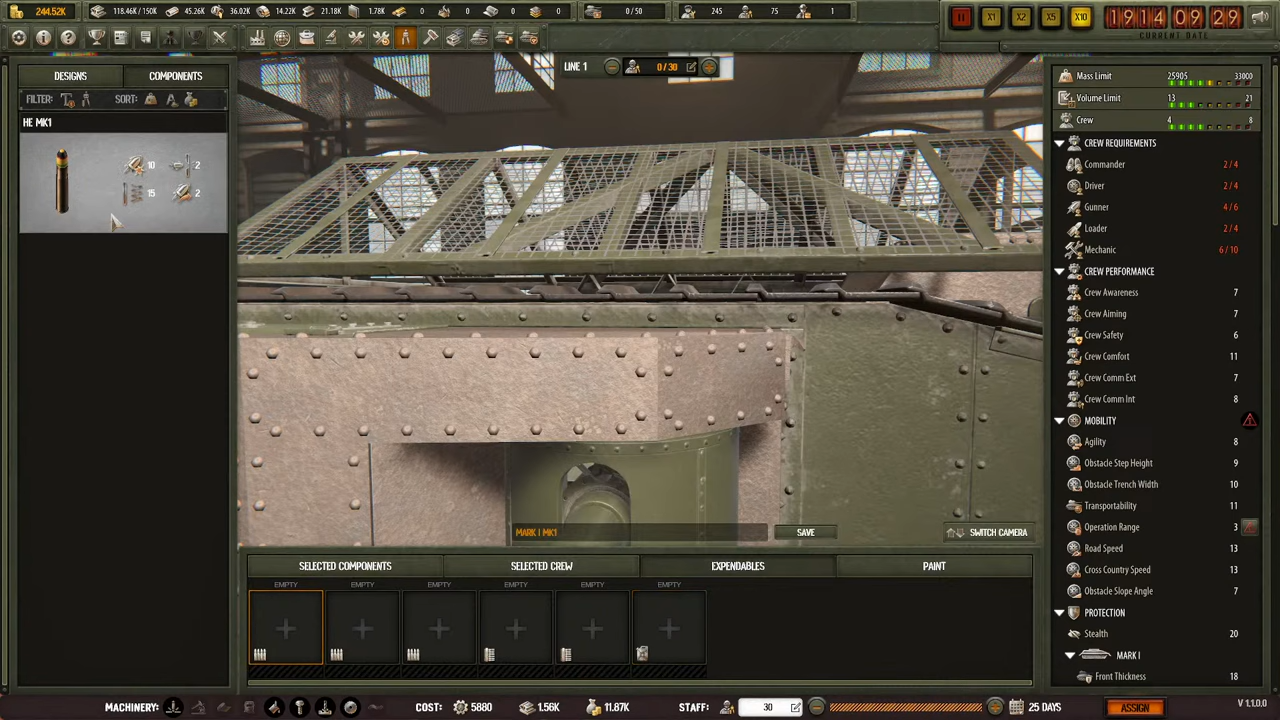 244.52K 118.46K / 150K 45.26K 36.02K 14.22K 21.18K 1.78K 0 0 0 0 0/50 245 75 1
X1 X2 X5 X10 1914 09 29
CURRENT DATE
DESIGNS COMPONENTS
FILTER: SORT:
HE MK1
10 2
15 2
LINE 1 0 / 30
MARK I MK1 SAVE SWITCH CAMERA
SELECTED COMPONENTS SELECTED CREW EXPENDABLES PAINT
EMPTY EMPTY EMPTY EMPTY EMPTY EMPTY
Mass Limit 25905 33000
Volume Limit 13 21
Crew 4 8
CREW REQUIREMENTS
Commander 2 / 4
Driver 2 / 4
Gunner 4 / 6
Loader 2 / 4
Mechanic 6 / 10
CREW PERFORMANCE
Crew Awareness 7
Crew Aiming 7
Crew Safety 6
Crew Comfort 11
Crew Comm Ext 7
Crew Comm Int 8
MOBILITY
Agility 8
Obstacle Step Height 9
Obstacle Trench Width 10
Transportability 11
Operation Range 3
Road Speed 13
Cross Country Speed 13
Obstacle Slope Angle 7
PROTECTION
Stealth 20
MARK I
Front Thickness 18
MACHINERY: COST: 5880 1.56K 11.87K STAFF: 30 25 DAYS ASSIGN V 1.1.0.0